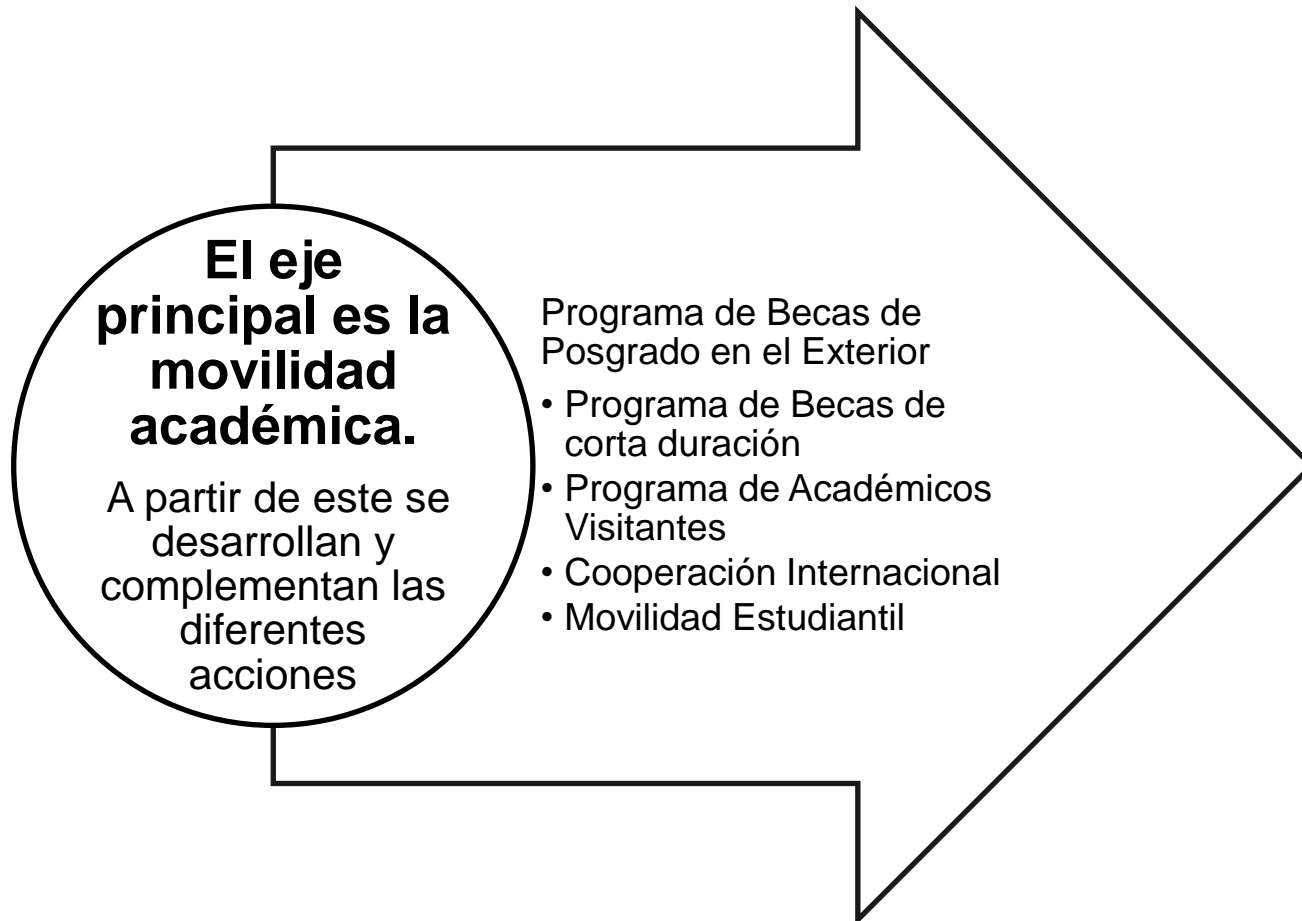 El eje
principal es la
movilidad
académica.
A partir de este se
desarrollan y
complementan las
diferentes
acciones
Programa de Becas de
Posgrado en el Exterior
• Programa de Becas de
corta duración
• Programa de Académicos
Visitantes
• Cooperación Internacional
• Movilidad Estudiantil